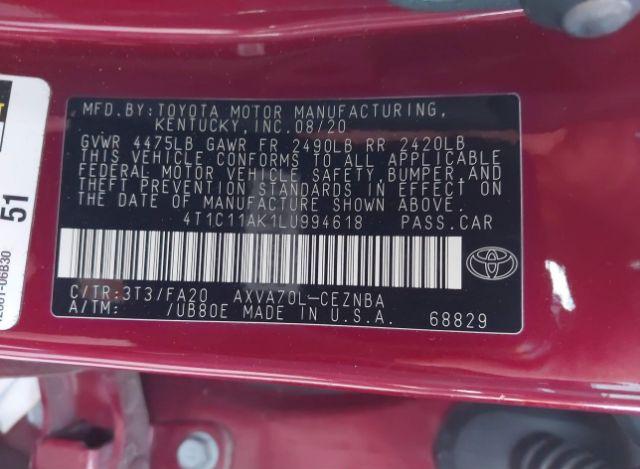 MFD.BY:TOYOTA MOTOR MANUFACTURING,
KENTUCKY,INC.08/20
GVWR 4475LB GAWR FR 2490LB RR 2420LB
THIS VEHICLE CONFORMS TO ALL APPLICABLE
FEDERAL MOTOR VEHICLE SAFETY,BUMPER,AND
THEFT PREVENTION STANDARDS IN EFFECT ON
THE DATE OF MANUFACTURE SHOWN ABOVE.
4T1C11AK1LU994618 PASS.CAR
C/TR:3T3/FA20 AXVA70L-CEZNBA
A/TM: /UB80E MADE IN U.S.A. 68829
51